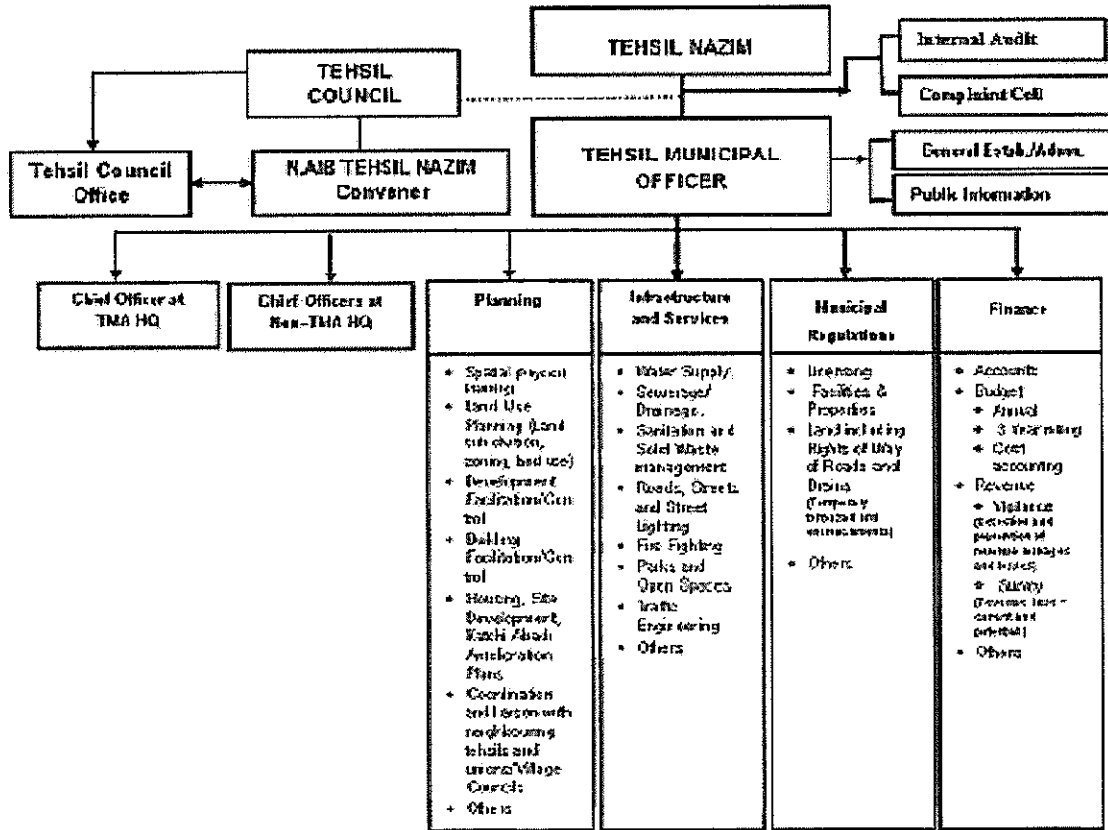 TEHSIL NAZIM
Internal Audit
Complaint Cell
TEHSIL
COUNCIL
TEHSIL MUNICIPAL
OFFICER
General Estab./Admn.
Public Information
Tehsil Council
Office
NAIB TEHSIL NAZIM
Convener
Chief Officer at
TMA HQ
Chief Officers at
Non-TMA HQ
Planning
• Spatial physical
• Land Use
Planning (Land
sub division,
zoning, land use)
• Development
Facilitation/Con
trol
• Building
Facilitation/Con
trol
• Housing, Site
Development,
Katchi Abadi
Plans
• Coordination
and Liaison with
neighbouring
tehsils and
unions/Village
Councils
• Others
Infrastructure
and Services
• Water Supply,
• Sewerage/
Drainage,
• Sanitation and
Solid Waste
management
• Roads, Streets
and Street
Lighting
• Fire Fighting
• Parks and
Open Spaces
• Traffic
Engineering
• Others
Municipal
Regulations
• Licensing
• Facilities &
Properties
• Land including
Rights of Way
of Roads and
Drains
(Temporary
• Others
Finance
• Accounts
• Budget
• Annual
• 3 Year rolling
• Cost
accounting
• Revenue
• Vigilance
• Survey
potential)
• Others